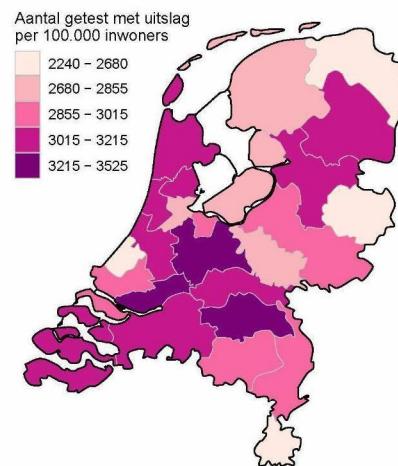 Aantal getest met uitslag
per 100.000 inwoners
2240 – 2680
2680 – 2855
2855 – 3015
3015 – 3215
3215 – 3525